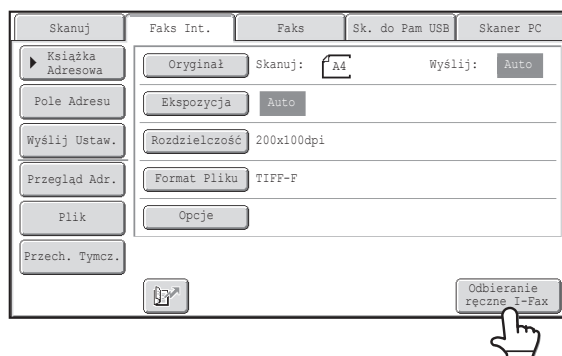 Skanuj
Faks Int.
Faks
Sk. do Pam USB
Skaner PC
Książka
Adresowa
Oryginał
Skanuj:
A4
Wyślij:
Auto
Pole Adresu
Ekspozycja
Auto
Wyślij Ustaw.
Rozdzielczość
200x100dpi
Przegląd Adr.
Format Pliku
TIFF-F
Plik
Opcje
Przech. Tymcz.
Odbieranie
ręczne I-Fax